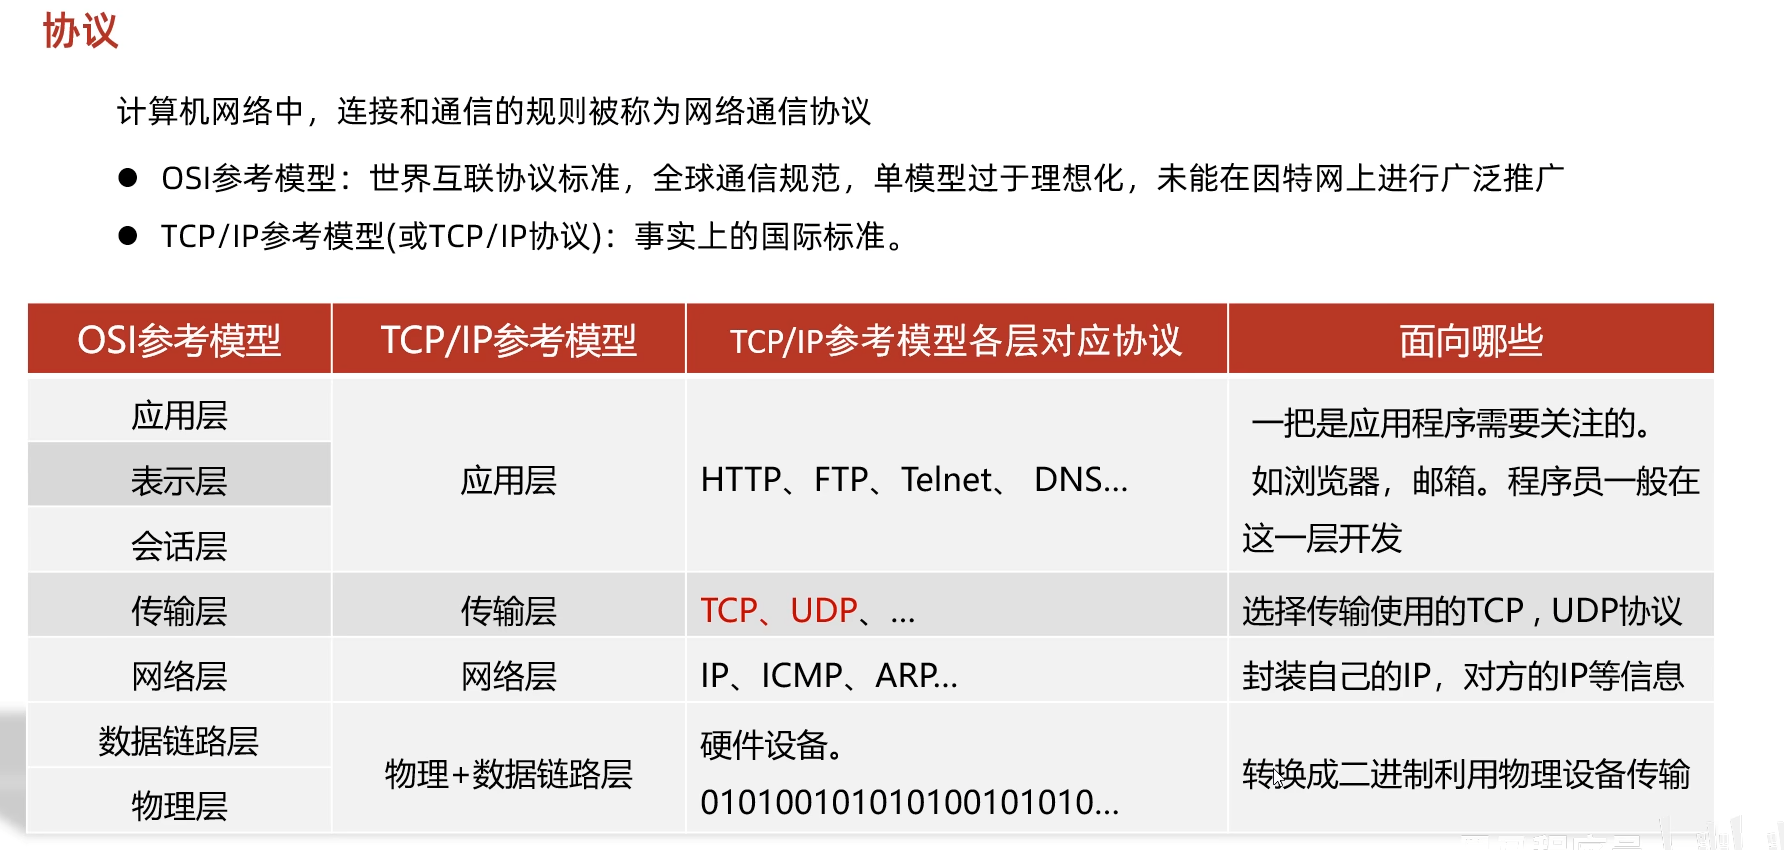 协议
计算机网络中，连接和通信的规则被称为网络通信协议
● OSI参考模型：世界互联协议标准，全球通信规范，单模型过于理想化，未能在因特网上进行广泛推广
● TCP/IP参考模型(或TCP/IP协议)：事实上的国际标准。
OSI参考模型 TCP/IP参考模型 TCP/IP参考模型各层对应协议 面向哪些
应用层
表示层
会话层
应用层
HTTP、FTP、Telnet、 DNS...
一把是应用程序需要关注的。
如浏览器，邮箱。程序员一般在
这一层开发
传输层 传输层 TCP、UDP、... 选择传输使用的TCP , UDP协议
网络层 网络层 IP、ICMP、ARP... 封装自己的IP，对方的IP等信息
数据链路层
物理层
物理+数据链路层
硬件设备。
010100101010100101010...
转换成二进制利用物理设备传输